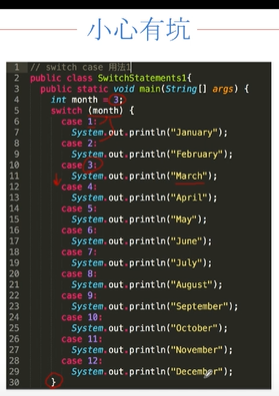 小心有坑
1 // switch case 用法1
2 public class SwitchStatements1{
3 public static void main(String[] args) {
4 int month = 3;
5 switch (month) {
6 case 1:
7 System.out.println("January");
8 case 2:
9 System.out.println("February");
10 case 3:
11 System.out.println("March");
12 case 4:
13 System.out.println("April");
14 case 5:
15 System.out.println("May");
16 case 6:
17 System.out.println("June");
18 case 7:
19 System.out.println("July");
20 case 8:
21 System.out.println("August");
22 case 9:
23 System.out.println("September");
24 case 10:
25 System.out.println("October");
26 case 11:
27 System.out.println("November");
28 case 12:
29 System.out.println("December");
30 }